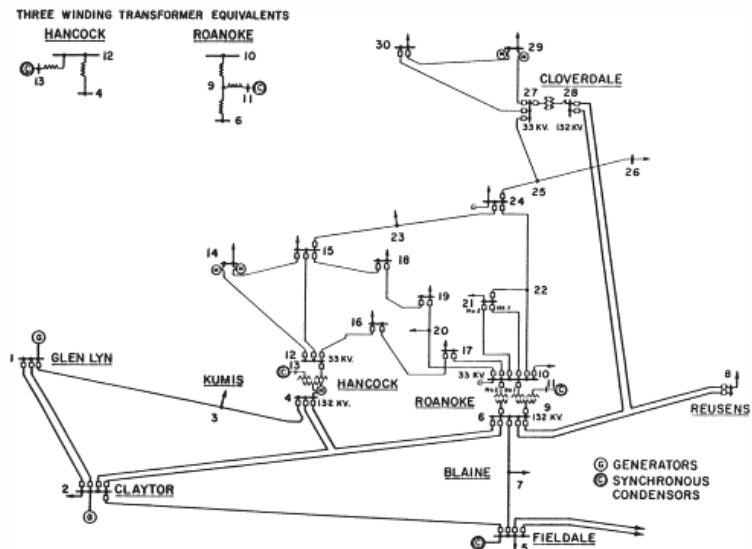 THREE WINDING TRANSFORMER EQUIVALENTS
HANCOCK
ROANOKE
12
13
4
10
9
11
6
30
29
CLOVERDALE
27
28
33 KV.
132 KV.
26
25
24
23
14
15
18
19
20
22
21
16
17
12
33 KV.
13
HANCOCK
4
132 KV.
33 KV.
10
11
ROANOKE
9
6
132 KV.
1
GLEN LYN
G
KUMIS
3
8
REUSENS
BLAINE
7
2
CLAYTOR
G
5
FIELDALE
G GENERATORS
C SYNCHRONOUS
CONDENSORS